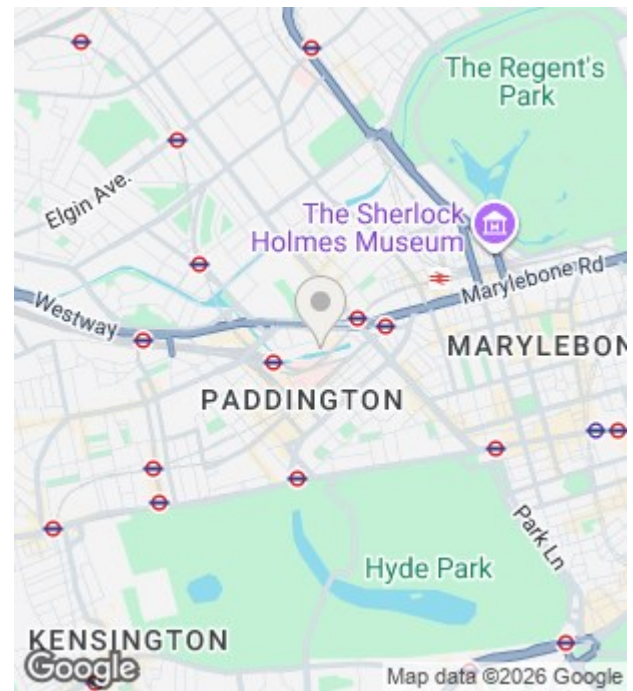 The Regent's
Park
Elgin Ave.
The Sherlock
Holmes Museum
Marylebone Rd
Westway
MARYLEBON
PADDINGTON
Park Ln
Hyde Park
KENSINGTON
Google
Map data ©2026 Google